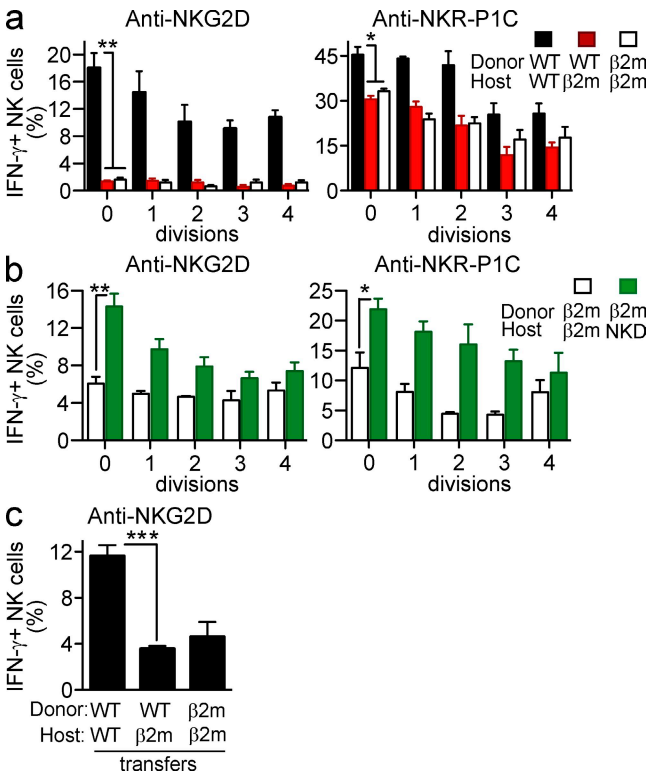 a
Anti-NKG2D
Anti-NKR-P1C
IFN-γ+ NK cells
(%)
20
16
12
8
4
0
**
0 1 2 3 4
divisions
45
30
15
0
*
0 1 2 3 4
divisions
Donor WT WT β2m
Host WT β2m β2m
b
Anti-NKG2D
Anti-NKR-P1C
IFN-γ+ NK cells
(%)
16
12
8
4
0
**
0 1 2 3 4
divisions
25
20
15
10
5
0
*
0 1 2 3 4
divisions
Donor β2m β2m
Host β2m NKD
c
Anti-NKG2D
IFN-γ+ NK cells
(%)
12
8
4
0
***
Donor: WT WT β2m
Host: WT β2m β2m
transfers